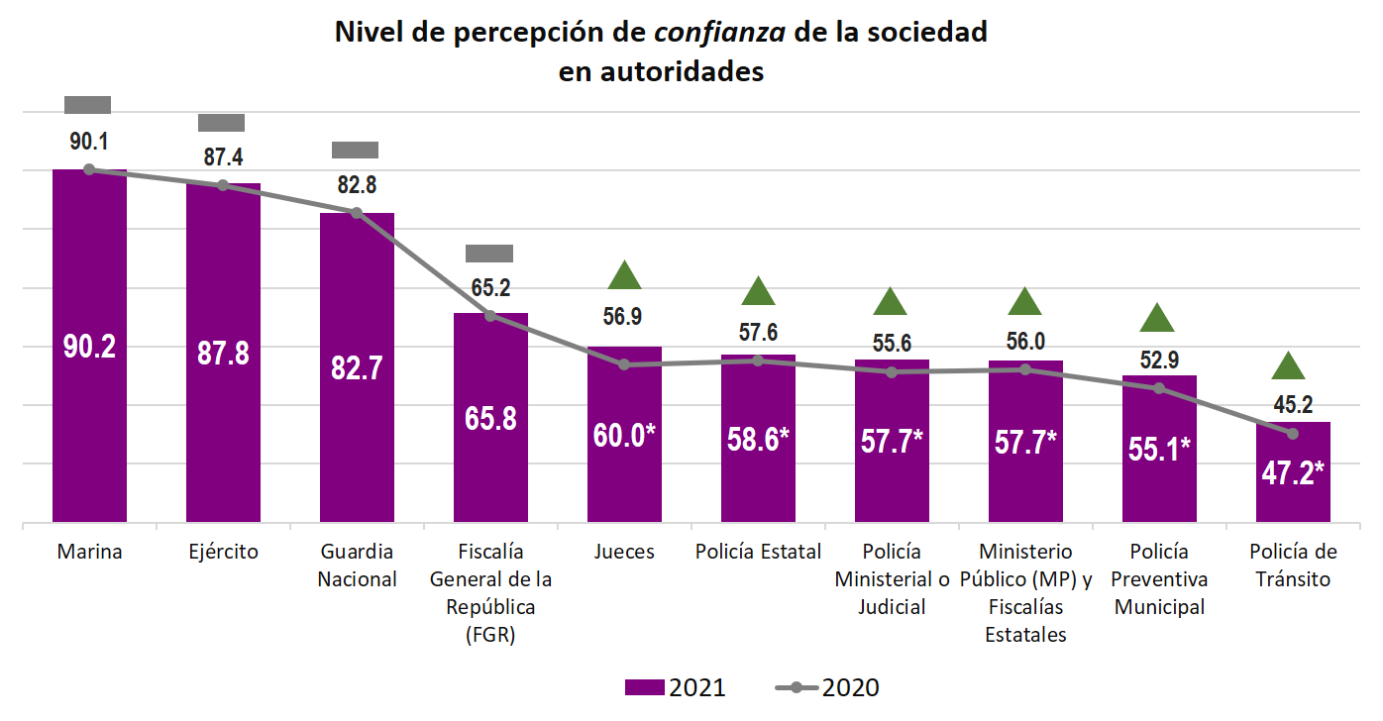 Nivel de percepción de confianza de la sociedad
en autoridades
90.1
87.4
82.8
65.2
56.9
57.6
55.6
56.0
52.9
45.2
90.2
87.8
82.7
65.8
60.0*
58.6*
57.7*
57.7*
55.1*
47.2*
Marina
Ejército
Guardia
Nacional
Fiscalía
General de la
República
(FGR)
Jueces
Policía Estatal
Policía
Ministerial o
Judicial
Ministerio
Público (MP) y
Fiscalías
Estatales
Policía
Preventiva
Municipal
Policía de
Tránsito
2021
2020